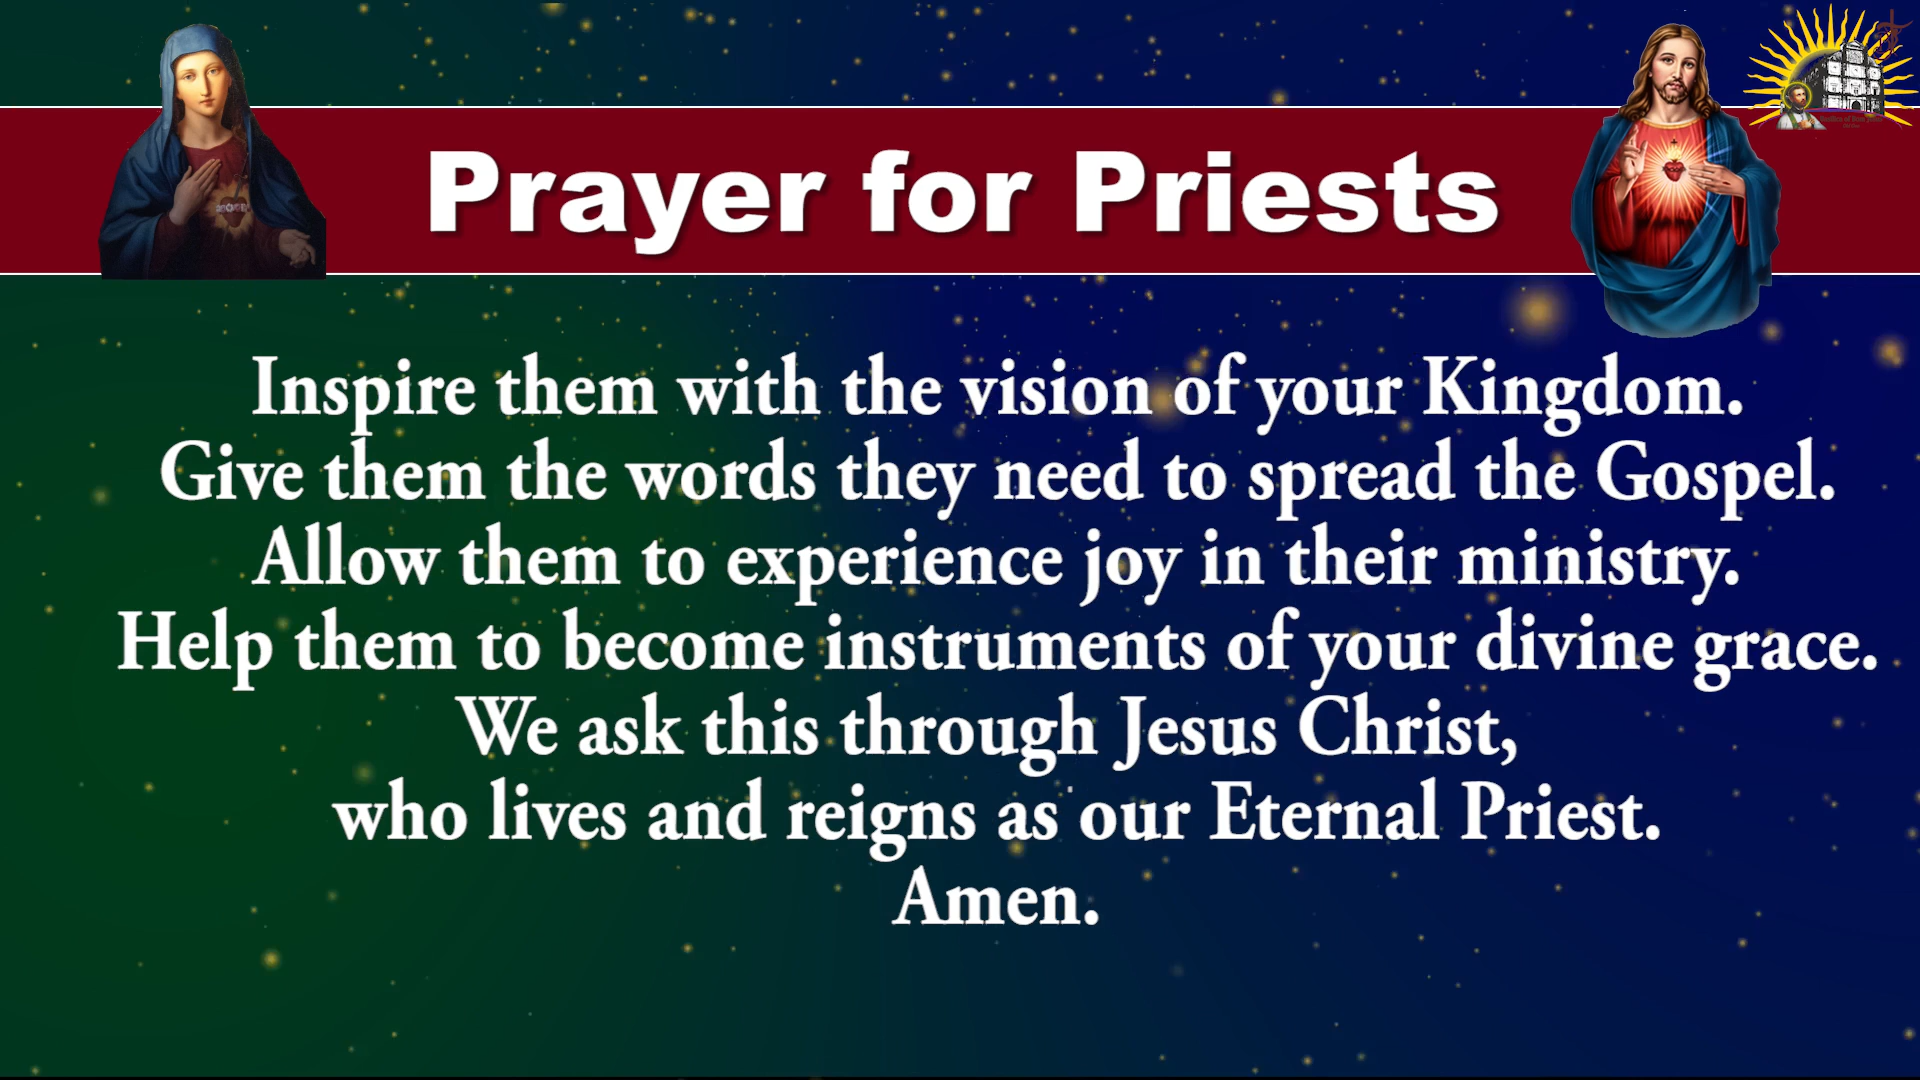 Prayer for Priests
Inspire them with the vision of your Kingdom.
Give them the words they need to spread the Gospel.
Allow them to experience joy in their ministry.
Help them to become instruments of your divine grace.
We ask this through Jesus Christ,
who lives and reigns as our Eternal Priest.
Amen.